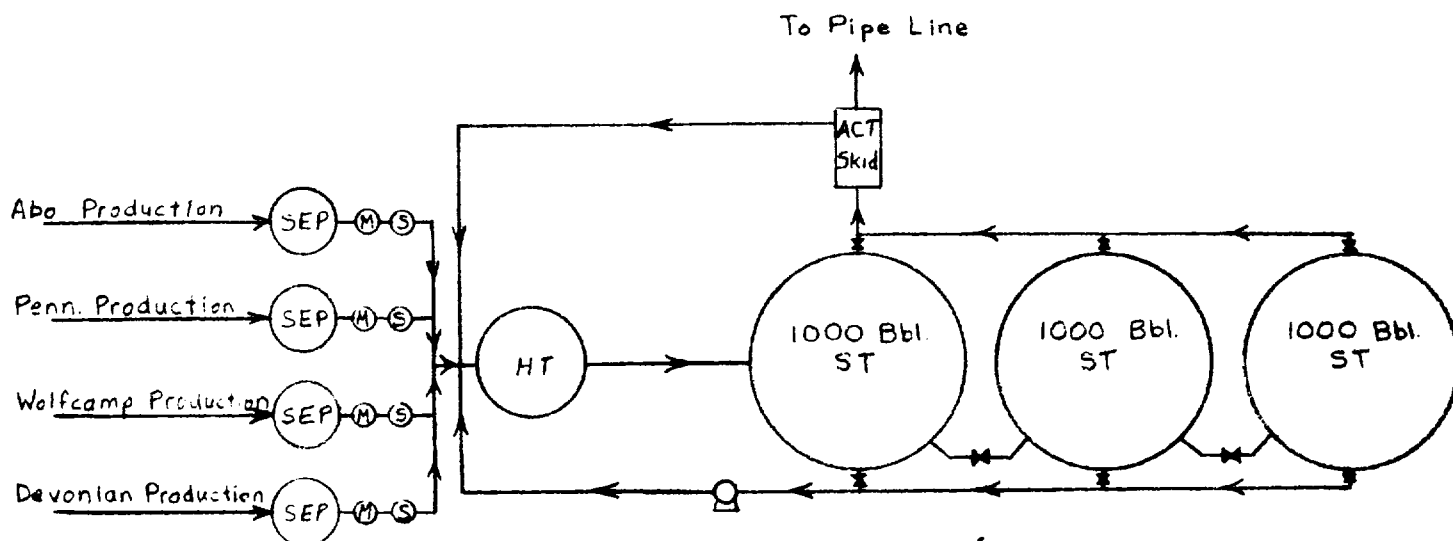 To Pipe Line
ACT
Skid
Abo Production
SEP
M
S
Penn. Production
SEP
M
S
HT
1000 Bbl.
ST
1000 Bbl.
ST
1000 Bbl.
ST
Wolfcamp Production
SEP
M
S
Devonian Production
SEP
M
S